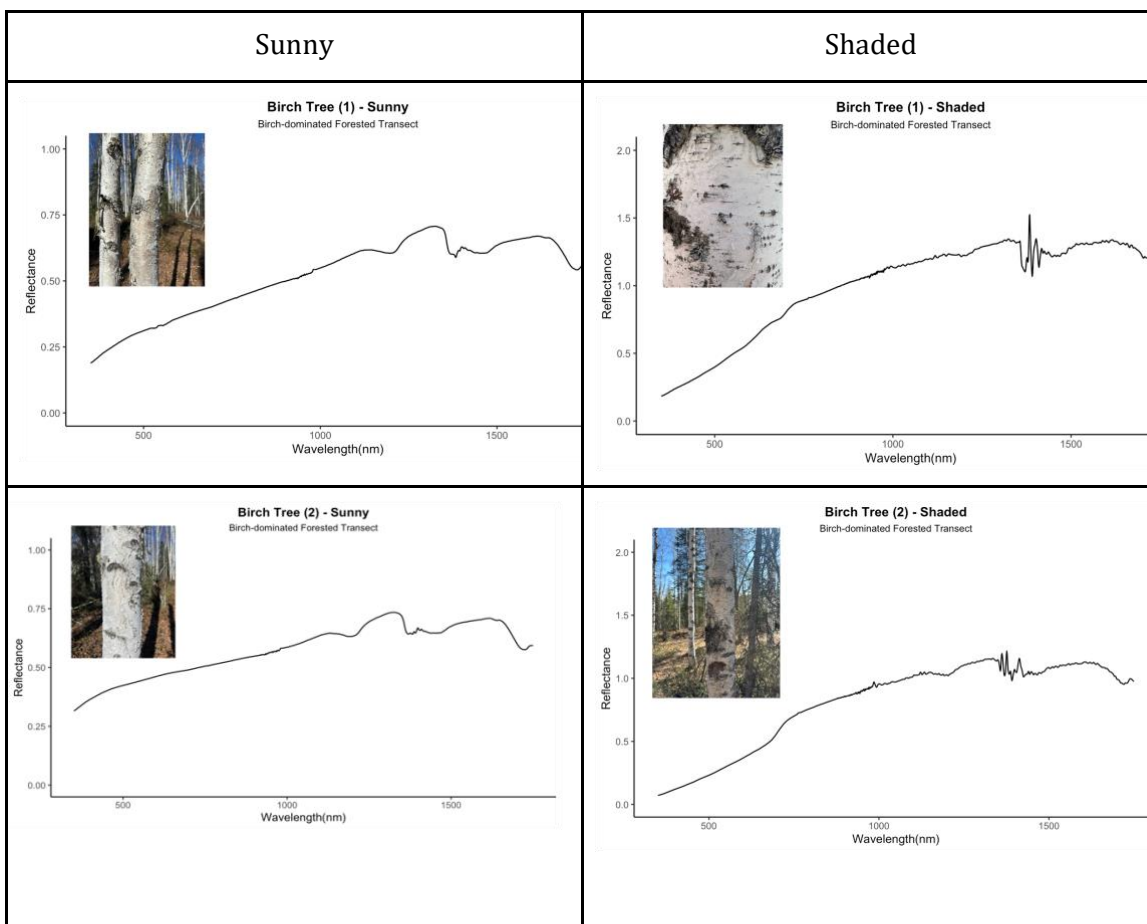 Sunny
Shaded
Birch Tree (1) - Sunny
Birch-dominated Forested Transect
1.00
0.75
0.50
0.25
0.00
Reflectance
500
1000
1500
Wavelength(nm)
Birch Tree (1) - Shaded
Birch-dominated Forested Transect
2.0
1.5
1.0
0.5
0.0
Reflectance
500
1000
1500
Wavelength(nm)
Birch Tree (2) - Sunny
Birch-dominated Forested Transect
1.00
0.75
0.50
0.25
0.00
Reflectance
500
1000
1500
Wavelength(nm)
Birch Tree (2) - Shaded
Birch-dominated Forested Transect
2.0
1.5
1.0
0.5
0.0
Reflectance
500
1000
1500
Wavelength(nm)